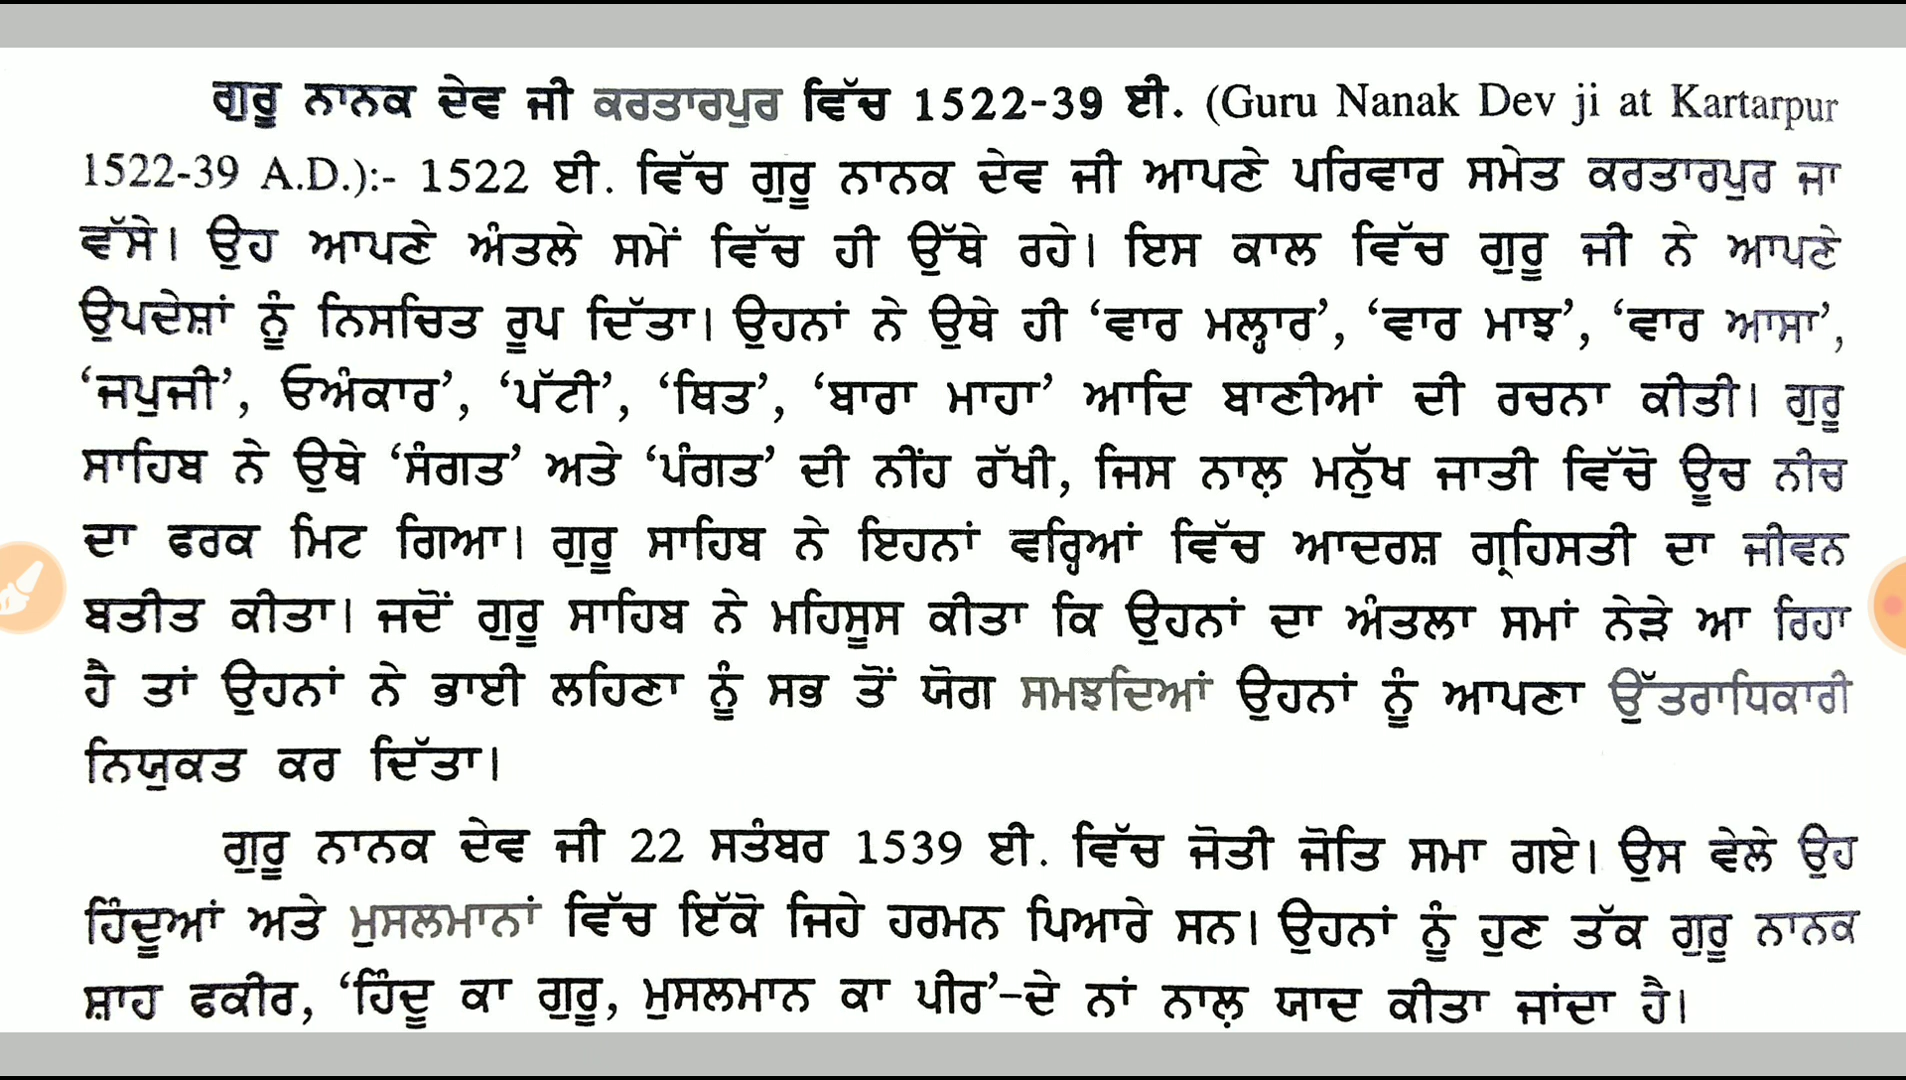 ਗੁਰੂ ਨਾਨਕ ਦੇਵ ਜੀ ਕਰਤਾਰਪੁਰ ਵਿੱਚ 1522-39 ਈ. (Guru Nanak Dev ji at Kartarpur
1522-39 A.D.):- 1522 ਈ. ਵਿੱਚ ਗੁਰੂ ਨਾਨਕ ਦੇਵ ਜੀ ਆਪਣੇ ਪਰਿਵਾਰ ਸਮੇਤ ਕਰਤਾਰਪੁਰ ਜਾ
ਵੱਸੇ। ਉਹ ਆਪਣੇ ਅੰਤਲੇ ਸਮੇਂ ਵਿੱਚ ਹੀ ਉੱਥੇ ਰਹੇ। ਇਸ ਕਾਲ ਵਿੱਚ ਗੁਰੂ ਜੀ ਨੇ ਆਪਣੇ
ਉਪਦੇਸ਼ਾਂ ਨੂੰ ਨਿਸਚਿਤ ਰੂਪ ਦਿੱਤਾ। ਉਹਨਾਂ ਨੇ ਉਥੇ ਹੀ ‘ਵਾਰ ਮਲ੍ਹਾਰ’, ‘ਵਾਰ ਮਾਝ’, ‘ਵਾਰ ਆਸਾ’,
‘ਜਪੁਜੀ’, ਓਅੰਕਾਰ’, ‘ਪੱਟੀ’, ‘ਥਿਤ’, ‘ਬਾਰਾ ਮਾਹਾ’ ਆਦਿ ਬਾਣੀਆਂ ਦੀ ਰਚਨਾ ਕੀਤੀ। ਗੁਰੂ
ਸਾਹਿਬ ਨੇ ਉਥੇ ‘ਸੰਗਤ’ ਅਤੇ ‘ਪੰਗਤ’ ਦੀ ਨੀਂਹ ਰੱਖੀ, ਜਿਸ ਨਾਲ਼ ਮਨੁੱਖ ਜਾਤੀ ਵਿੱਚੋ ਊਚ ਨੀਚ
ਦਾ ਫਰਕ ਮਿਟ ਗਿਆ। ਗੁਰੂ ਸਾਹਿਬ ਨੇ ਇਹਨਾਂ ਵਰ੍ਹਿਆਂ ਵਿੱਚ ਆਦਰਸ਼ ਗ੍ਰਹਿਸਤੀ ਦਾ ਜੀਵਨ
ਬਤੀਤ ਕੀਤਾ। ਜਦੋਂ ਗੁਰੂ ਸਾਹਿਬ ਨੇ ਮਹਿਸੂਸ ਕੀਤਾ ਕਿ ਉਹਨਾਂ ਦਾ ਅੰਤਲਾ ਸਮਾਂ ਨੇੜੇ ਆ ਰਿਹਾ
ਹੈ ਤਾਂ ਉਹਨਾਂ ਨੇ ਭਾਈ ਲਹਿਣਾ ਨੂੰ ਸਭ ਤੋਂ ਯੋਗ ਸਮਝਦਿਆਂ ਉਹਨਾਂ ਨੂੰ ਆਪਣਾ ਉੱਤਰਾਧਿਕਾਰੀ
ਨਿਯੁਕਤ ਕਰ ਦਿੱਤਾ।
ਗੁਰੂ ਨਾਨਕ ਦੇਵ ਜੀ 22 ਸਤੰਬਰ 1539 ਈ. ਵਿੱਚ ਜੋਤੀ ਜੋਤਿ ਸਮਾ ਗਏ। ਉਸ ਵੇਲੇ ਉਹ
ਹਿੰਦੂਆਂ ਅਤੇ ਮੁਸਲਮਾਨਾਂ ਵਿੱਚ ਇੱਕੋ ਜਿਹੇ ਹਰਮਨ ਪਿਆਰੇ ਸਨ। ਉਹਨਾਂ ਨੂੰ ਹੁਣ ਤੱਕ ਗੁਰੂ ਨਾਨਕ
ਸ਼ਾਹ ਫਕੀਰ, ‘ਹਿੰਦੂ ਕਾ ਗੁਰੂ, ਮੁਸਲਮਾਨ ਕਾ ਪੀਰ’-ਦੇ ਨਾਂ ਨਾਲ਼ ਯਾਦ ਕੀਤਾ ਜਾਂਦਾ ਹੈ।